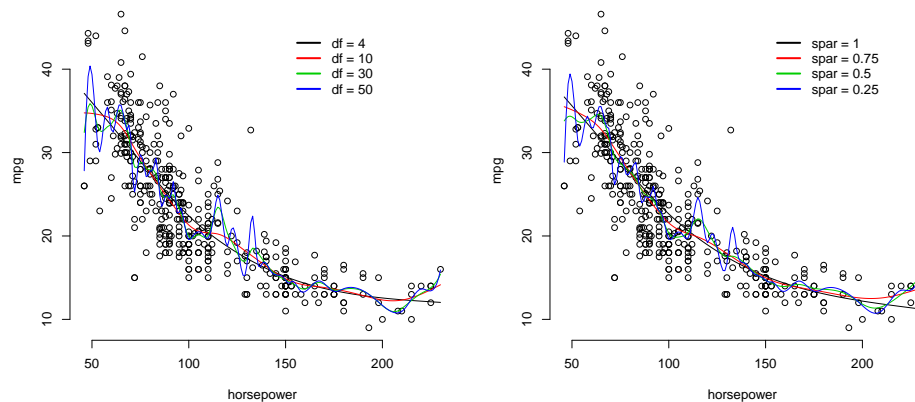 df = 4
df = 10
df = 30
df = 50
40
30
20
10
mpg
50
100
150
200
horsepower
spar = 1
spar = 0.75
spar = 0.5
spar = 0.25
40
30
20
10
mpg
50
100
150
200
horsepower